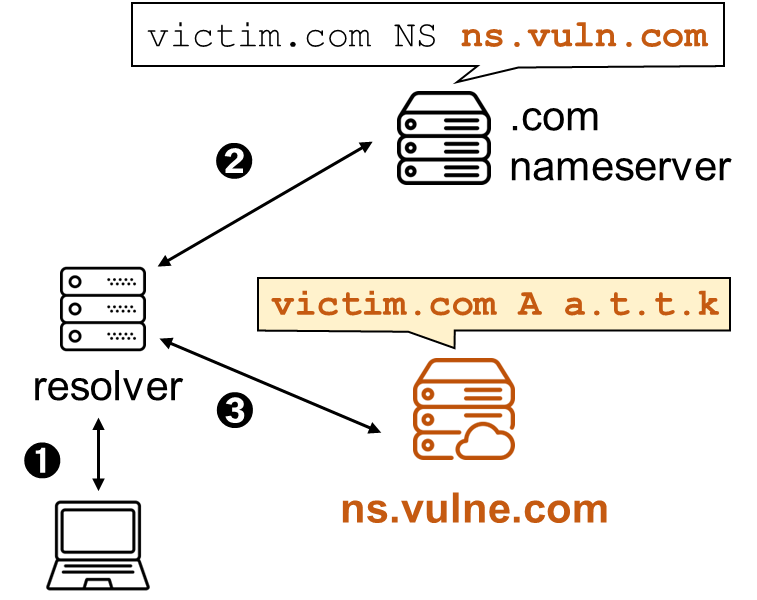 victim.com NS ns.vuln.com
.com
nameserver
❷
victim.com A a.t.t.k
resolver
❸
❶
ns.vulne.com